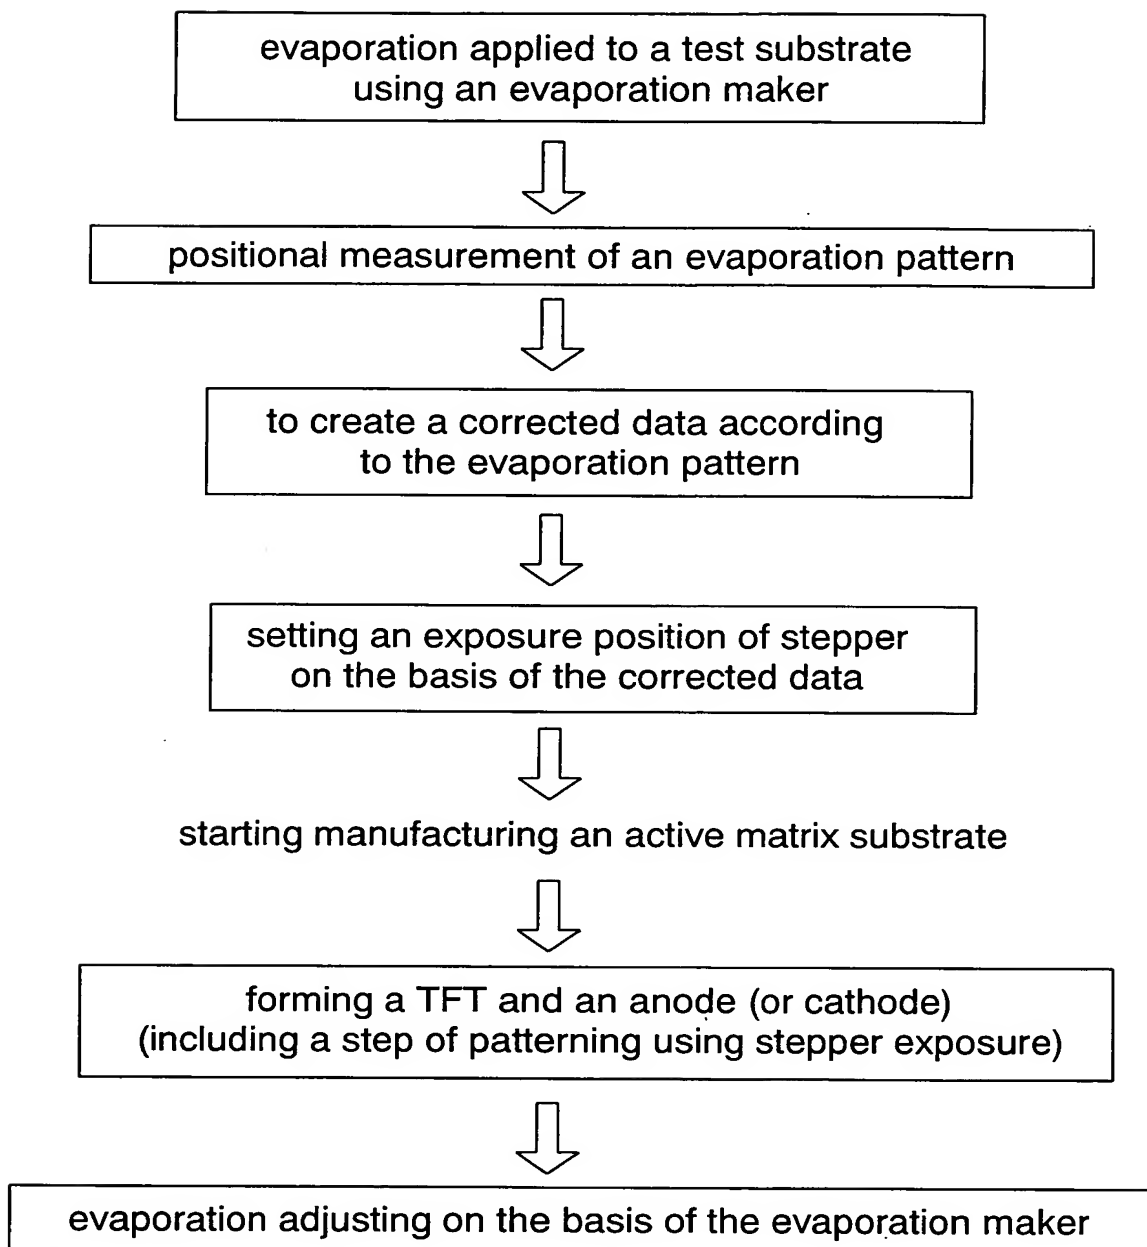 evaporation applied to a test substrate
using an evaporation maker
positional measurement of an evaporation pattern
to create a corrected data according
to the evaporation pattern
setting an exposure position of stepper
on the basis of the corrected data
starting manufacturing an active matrix substrate
forming a TFT and an anode (or cathode)
(including a step of patterning using stepper exposure)
evaporation adjusting on the basis of the evaporation maker